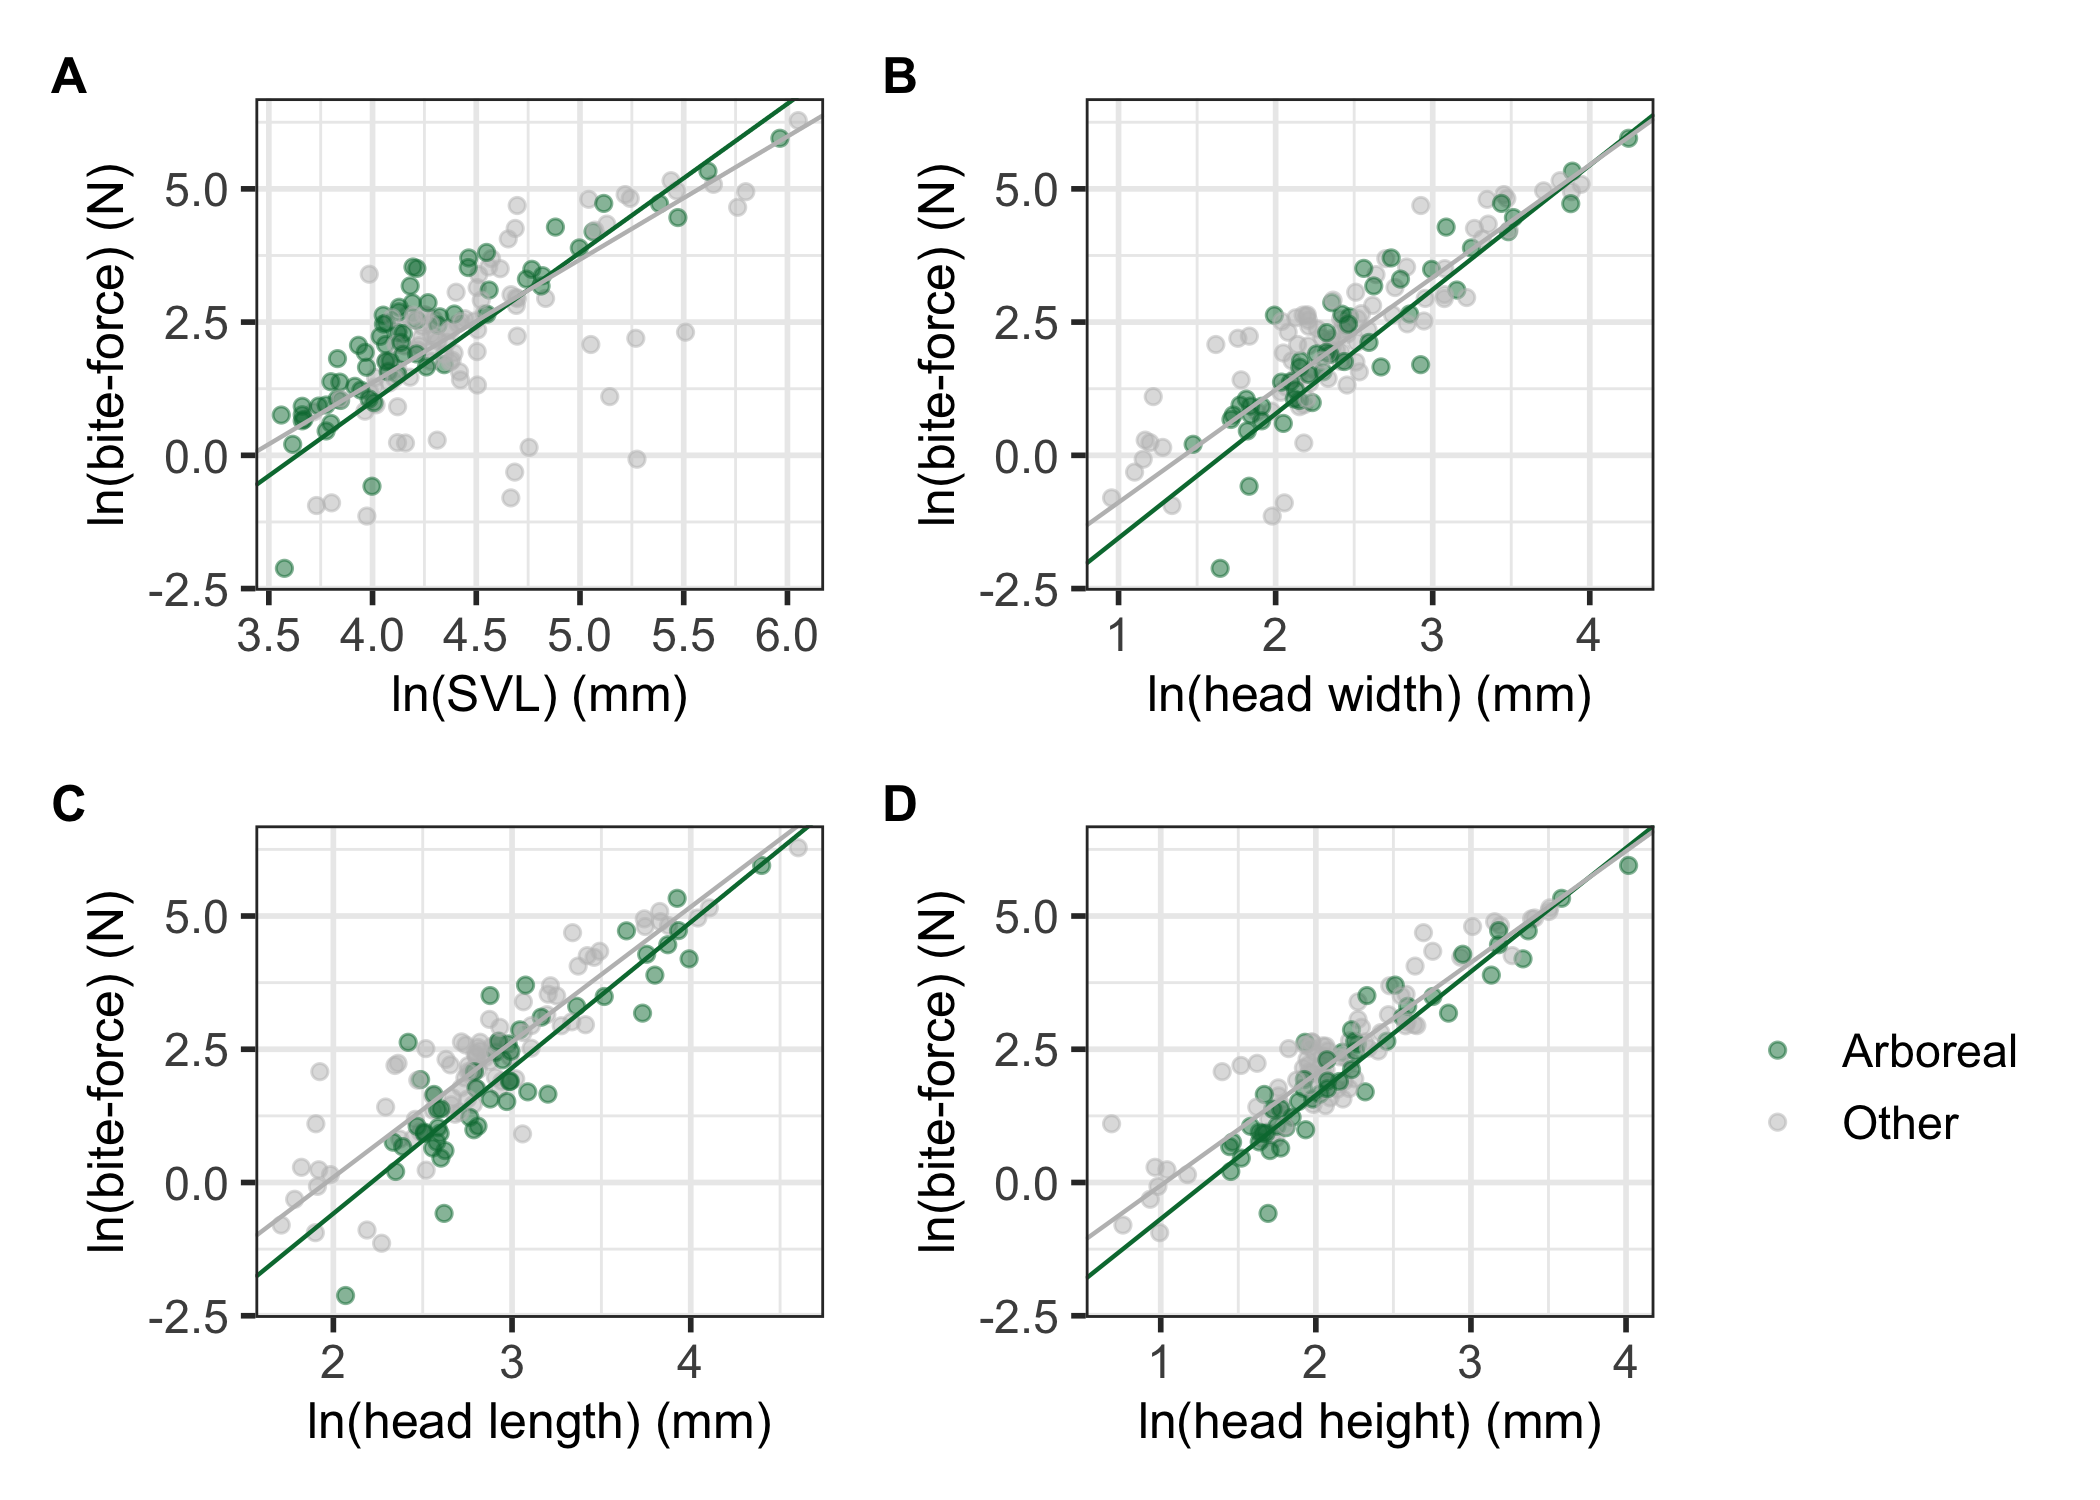 A
ln(bite-force) (N)
5.0
2.5
0.0
-2.5
3.5 4.0 4.5 5.0 5.5 6.0
ln(SVL) (mm)
B
ln(bite-force) (N)
5.0
2.5
0.0
-2.5
1 2 3 4
ln(head width) (mm)
C
ln(bite-force) (N)
5.0
2.5
0.0
-2.5
2 3 4
ln(head length) (mm)
D
ln(bite-force) (N)
5.0
2.5
0.0
-2.5
1 2 3 4
ln(head height) (mm)
Arboreal
Other